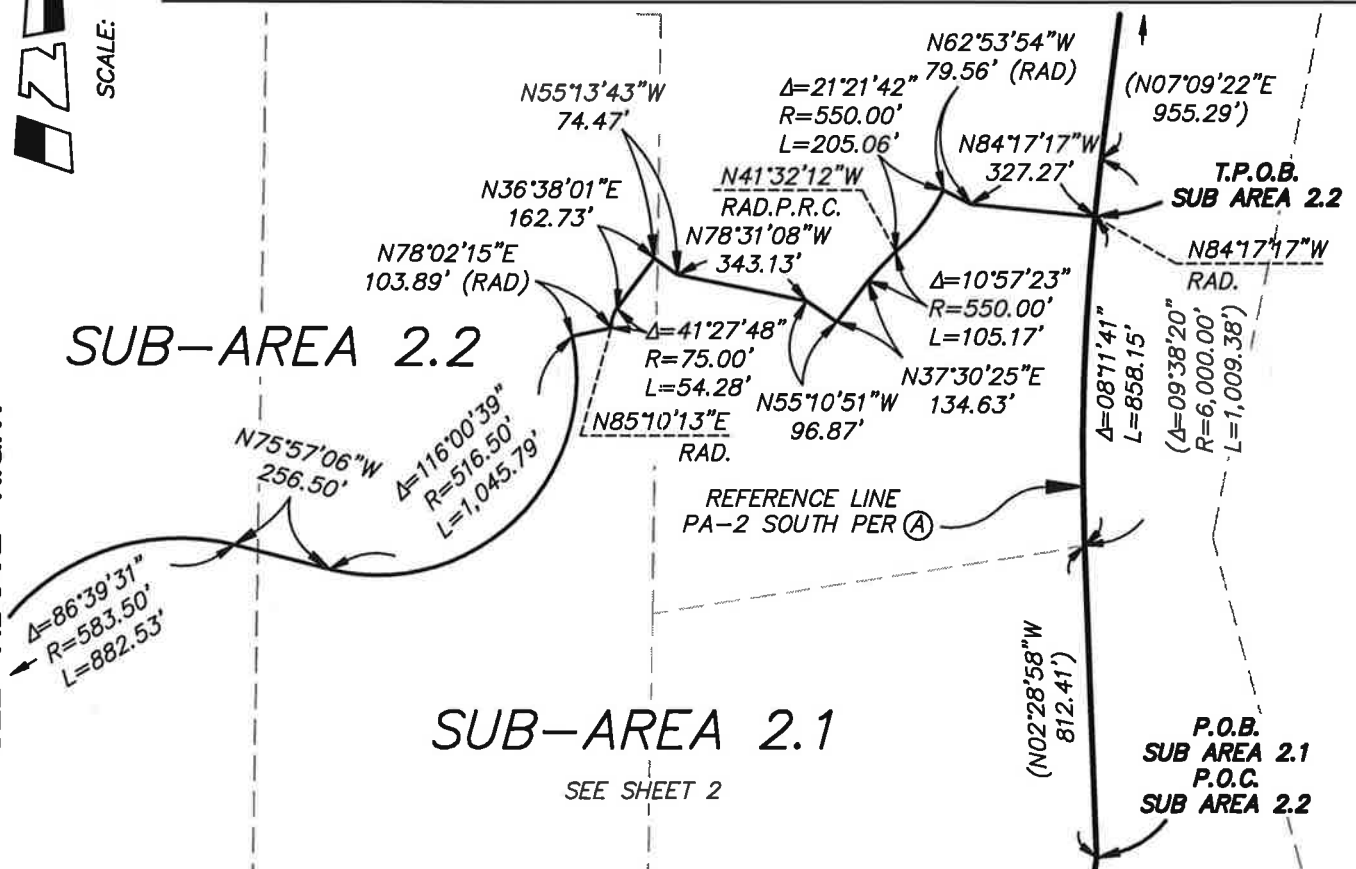 SCALE:
N62°53'54"W
79.56' (RAD)
Δ=21°21'42"
R=550.00'
L=205.06'
(N07°09'22"E
955.29')
N55°13'43"W
74.47'
N84°17'17"W
327.27'
T.P.O.B.
SUB AREA 2.2
N36°38'01"E
162.73'
N41°32'12"W
RAD.P.R.C.
N78°31'08"W
343.13'
N78°02'15"E
103.89' (RAD)
N84°17'17"W
RAD.
SUB-AREA 2.2
Δ=10°57'23"
R=550.00'
L=105.17'
Δ=41°27'48"
R=75.00'
L=54.28'
N37°30'25"E
134.63'
N55°10'51"W
96.87'
Δ=08°11'41"
L=858.15'
(Δ=09°38'20"
R=6,000.00'
L=1,009.38')
N85°10'13"E
RAD.
N75°57'06"W
256.50'
Δ=116°00'39"
R=516.50'
L=1,045.79'
REFERENCE LINE
PA-2 SOUTH PER A
Δ=86°39'31"
R=583.50'
L=882.53'
(N02°28'58"W
812.41')
SUB-AREA 2.1
SEE SHEET 2
P.O.B.
SUB AREA 2.1
P.O.C.
SUB AREA 2.2